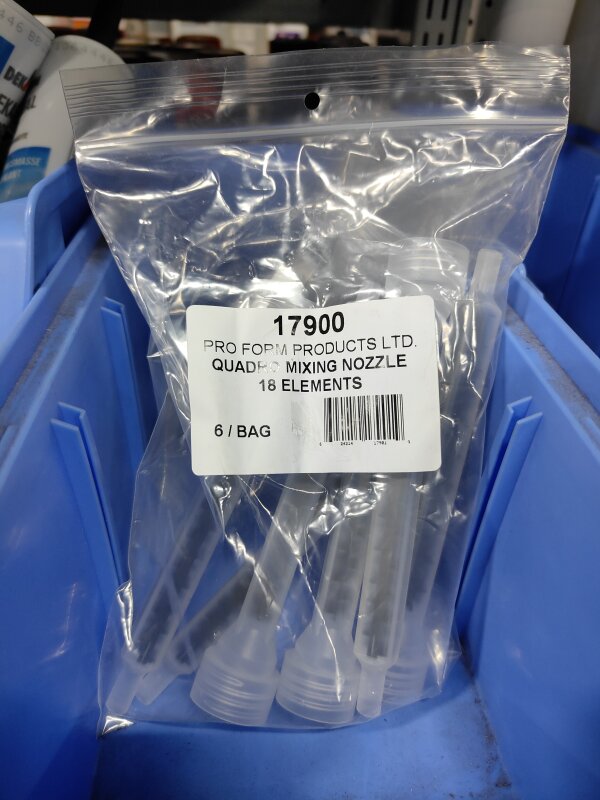 17900
PRO FORM PRODUCTS LTD.
QUADRO MIXING NOZZLE
18 ELEMENTS
6 / BAG